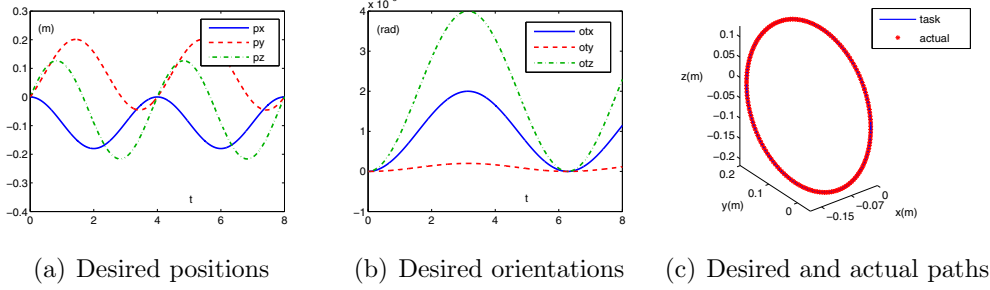 0.3
(m)
px
py
pz
0.2
0.1
0
−0.1
−0.2
−0.3
−0.4
t
0 2 4 6 8
(a) Desired positions
4
(rad)
otx
oty
otz
3
2
1
0
−1
t
0 2 4 6 8
(b) Desired orientations
task
actual
z(m)
0.1
0.05
0
−0.05
−0.1
−0.15
−0.2
0.2
0.1
0
y(m)
−0.15
−0.07
0
x(m)
(c) Desired and actual paths